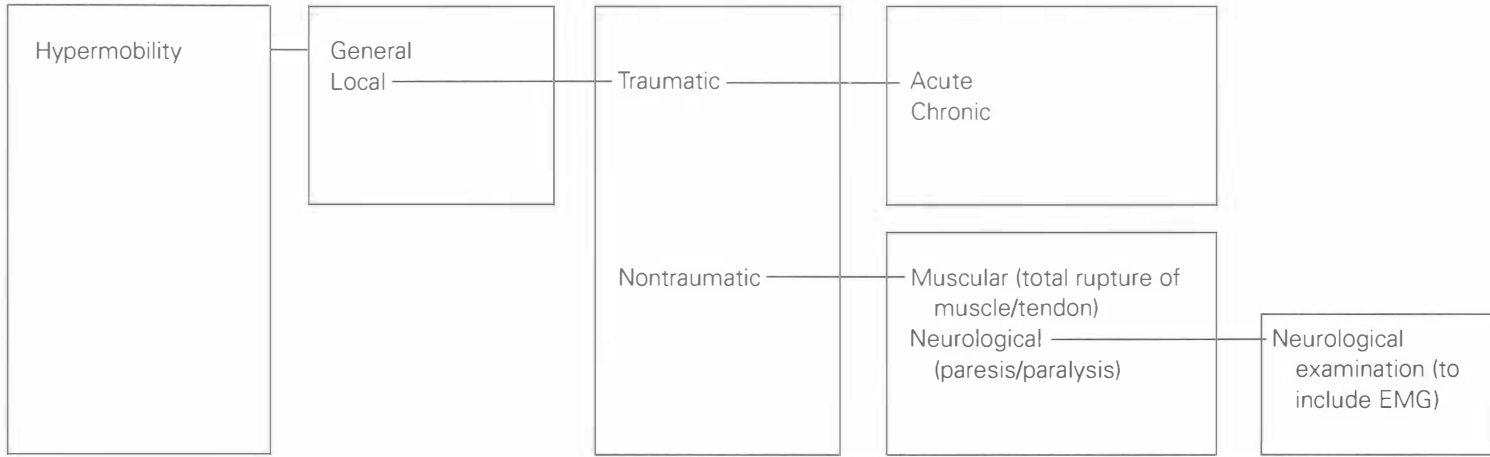 Hypermobility
General
Local
Traumatic
Acute
Chronic
Nontraumatic
Muscular (total rupture of
muscle/tendon)
Neurological
(paresis/paralysis)
Neurological
examination (to
include EMG)